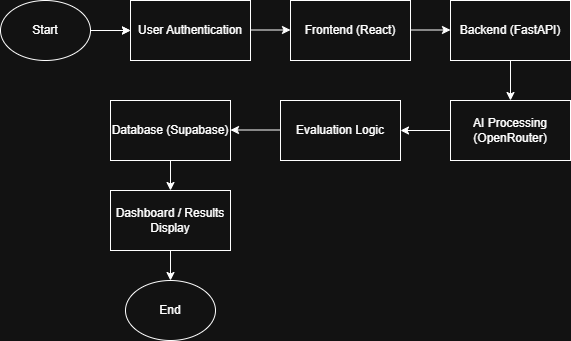 Start
User Authentication
Frontend (React)
Backend (FastAPI)
AI Processing
(OpenRouter)
Evaluation Logic
Database (Supabase)
Dashboard / Results
Display
End